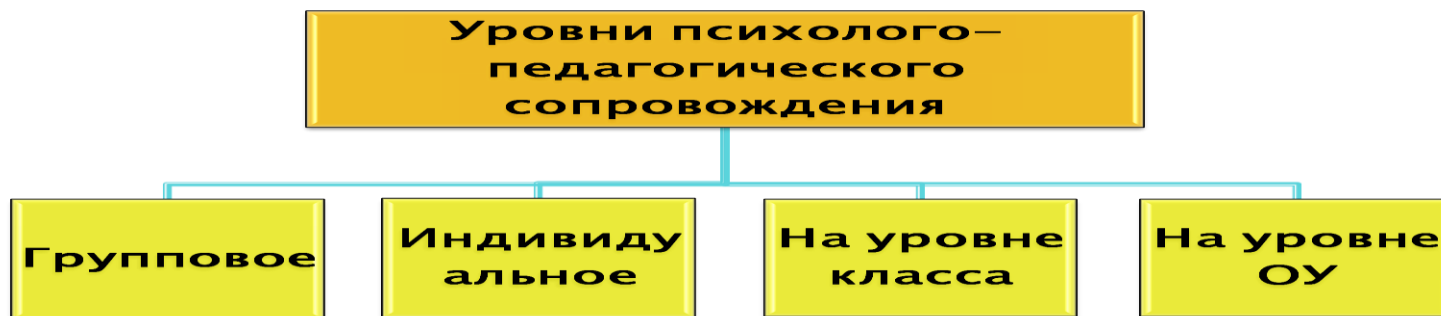 Уровни психолого–
педагогического
сопровождения
Групповое
Индивиду
альное
На уровне
класса
На уровне
ОУ